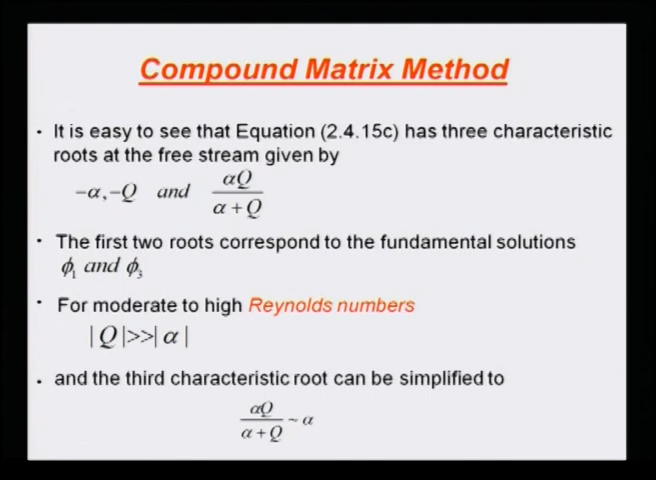 Compound Matrix Method
• It is easy to see that Equation (2.4.15c) has three characteristic
roots at the free stream given by
−α,−Q and αQ/(α+Q)
• The first two roots correspond to the fundamental solutions
ϕ₁ and ϕ₃
• For moderate to high Reynolds numbers
|Q|>>|α|
• and the third characteristic root can be simplified to
αQ/(α+Q) ~ α